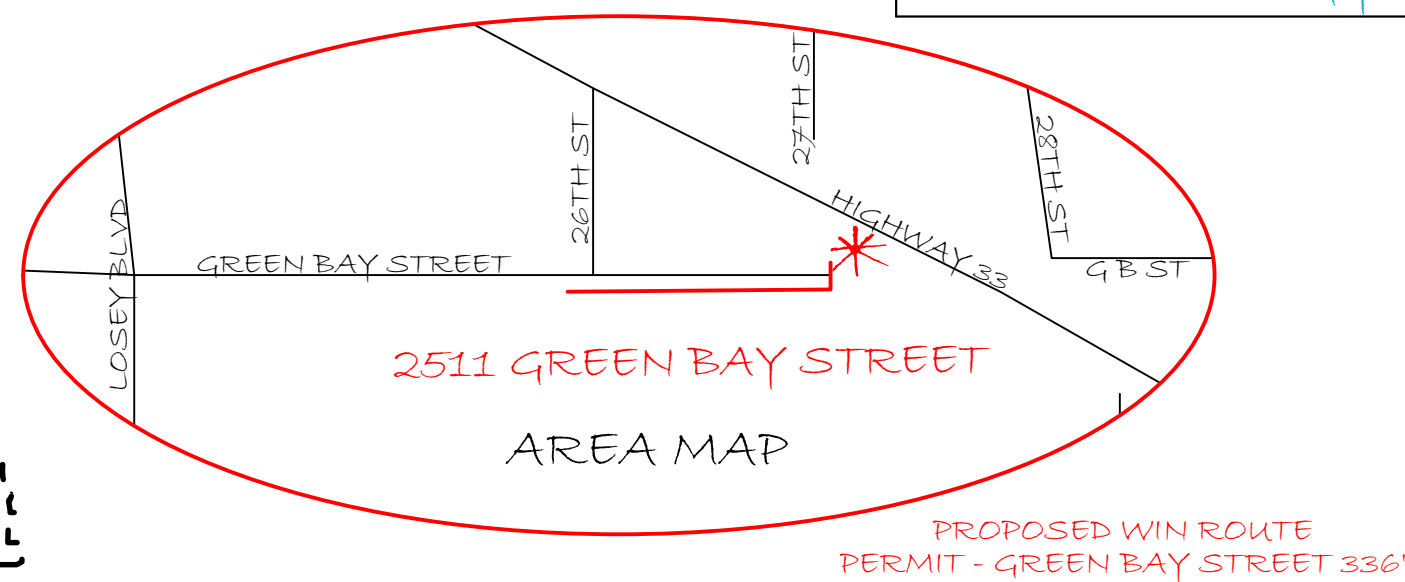 27TH ST
26TH ST
28TH ST
HIGHWAY 33
LOSEY BLVD
GREEN BAY STREET
G B ST
2511 GREEN BAY STREET
AREA MAP
PROPOSED WIN ROUTE
PERMIT - GREEN BAY STREET 336'